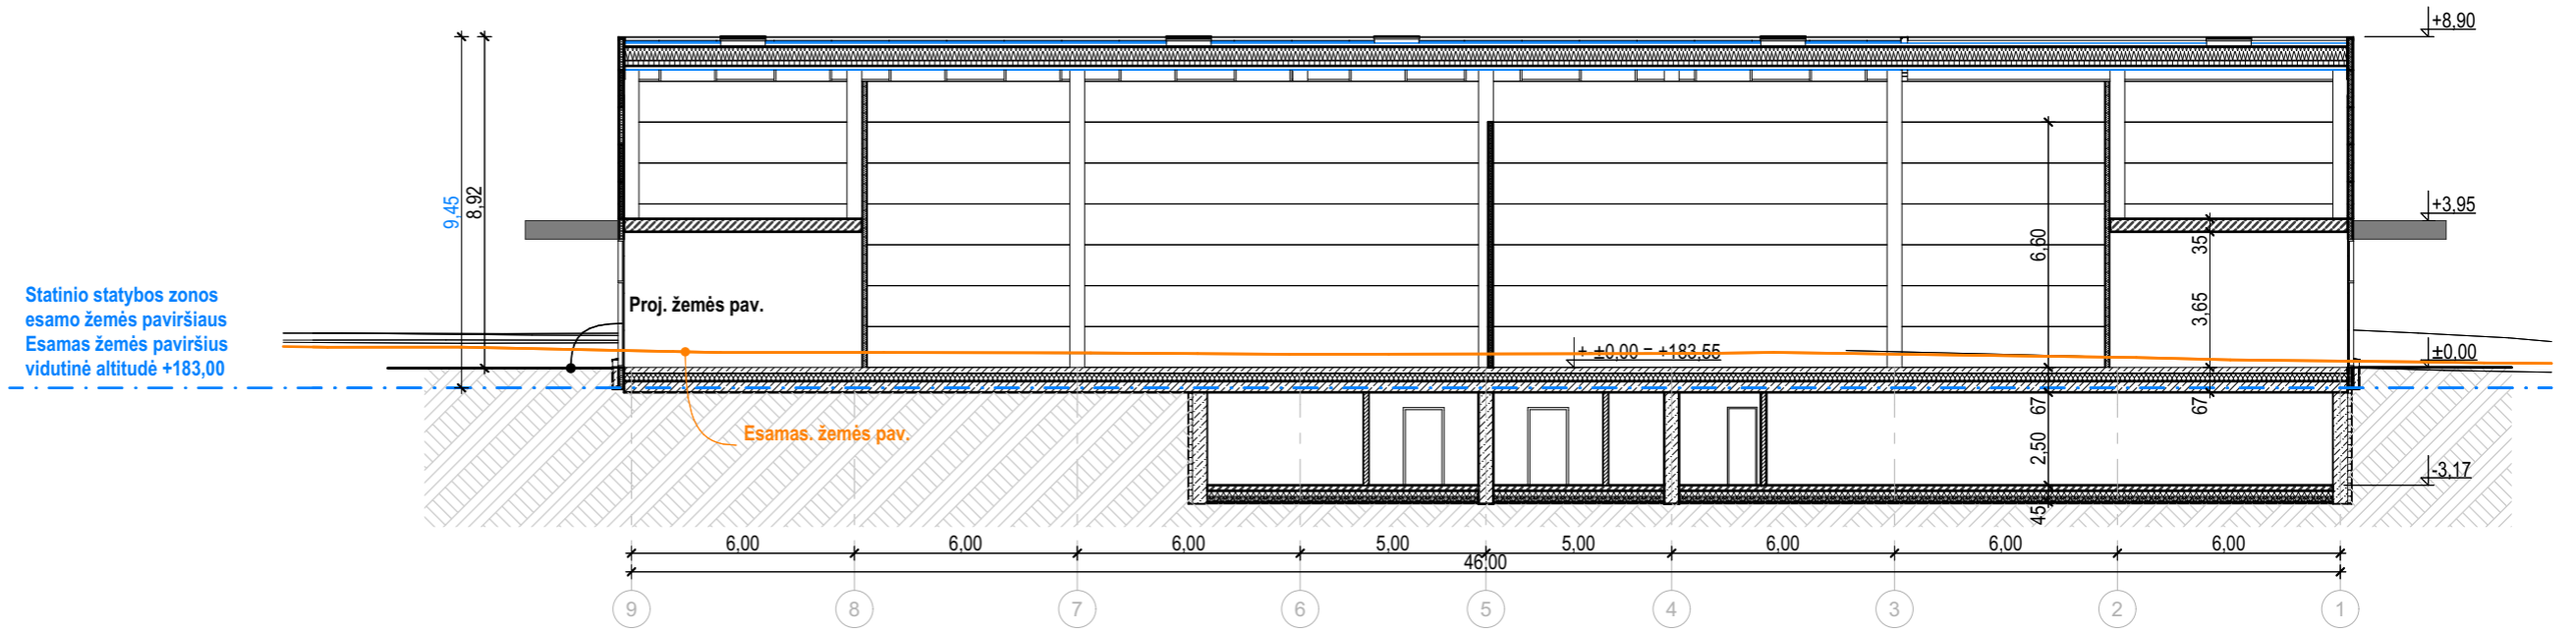 +8,90
9,45
8,92
+3,95
6,60
35
3,65
Statinio statybos zonos
esamo žemės paviršiaus
Esamas žemės paviršius
vidutinė altitudė +183,00
Proj. žemės pav.
±0,00 = +183,55
±0,00
Esamas. žemės pav.
67
67
2,50
-3,17
45
6,00 6,00 6,00 5,00 5,00 6,00 6,00 6,00
46,00
9 8 7 6 5 4 3 2 1